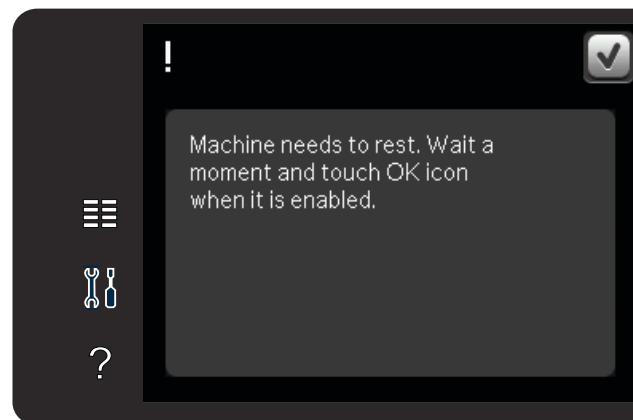 !
Machine needs to rest. Wait a
moment and touch OK icon
when it is enabled.
?